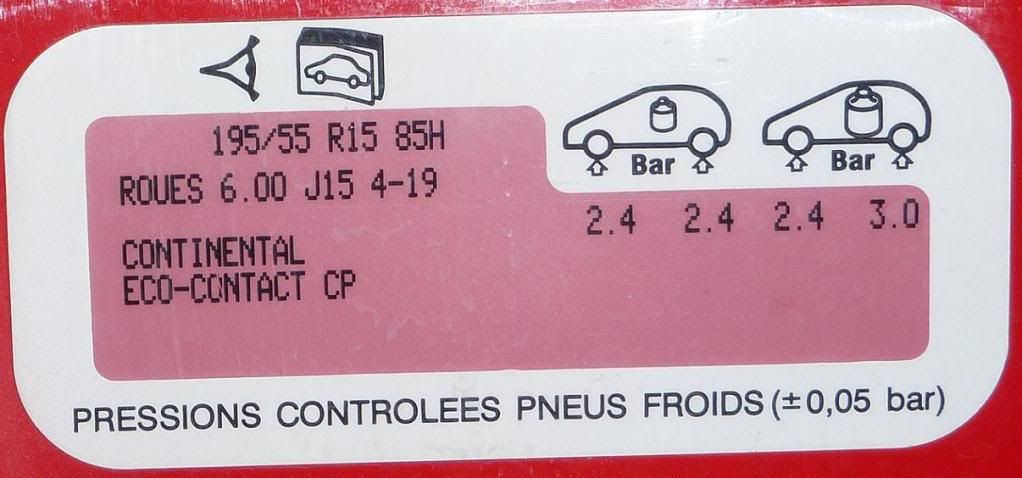 195/55 R15 85H
ROUES 6.00 J15 4-19
CONTINENTAL
ECO-CONTACT CP
Bar Bar
2.4 2.4 2.4 3.0
PRESSIONS CONTROLEES PNEUS FROIDS (±0,05 bar)